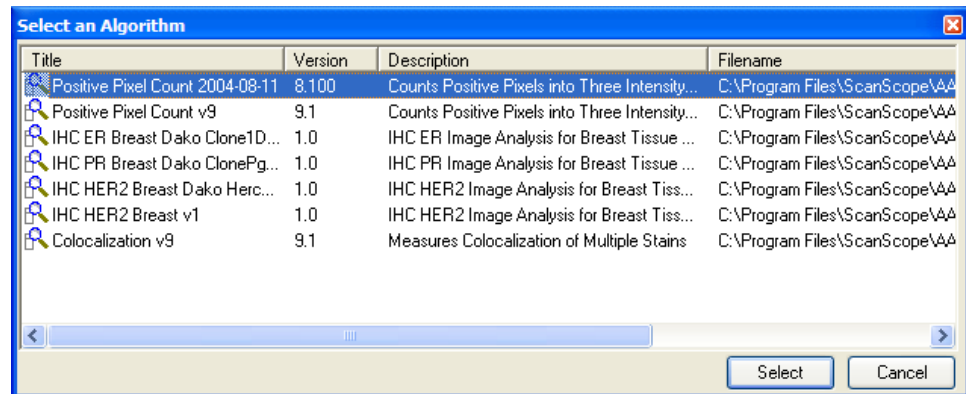 Select an Algorithm
Title Version Description Filename
Positive Pixel Count 2004-08-11 8.100 Counts Positive Pixels into Three Intensity... C:\Program Files\ScanScope\AA
Positive Pixel Count v9 9.1 Counts Positive Pixels into Three Intensity... C:\Program Files\ScanScope\AA
IHC ER Breast Dako Clone1D... 1.0 IHC ER Image Analysis for Breast Tissue ... C:\Program Files\ScanScope\AA
IHC PR Breast Dako ClonePg... 1.0 IHC PR Image Analysis for Breast Tissue ... C:\Program Files\ScanScope\AA
IHC HER2 Breast Dako Herc... 1.0 IHC HER2 Image Analysis for Breast Tiss... C:\Program Files\ScanScope\AA
IHC HER2 Breast v1 1.0 IHC HER2 Image Analysis for Breast Tiss... C:\Program Files\ScanScope\AA
Colocalization v9 9.1 Measures Colocalization of Multiple Stains C:\Program Files\ScanScope\AA
Select Cancel